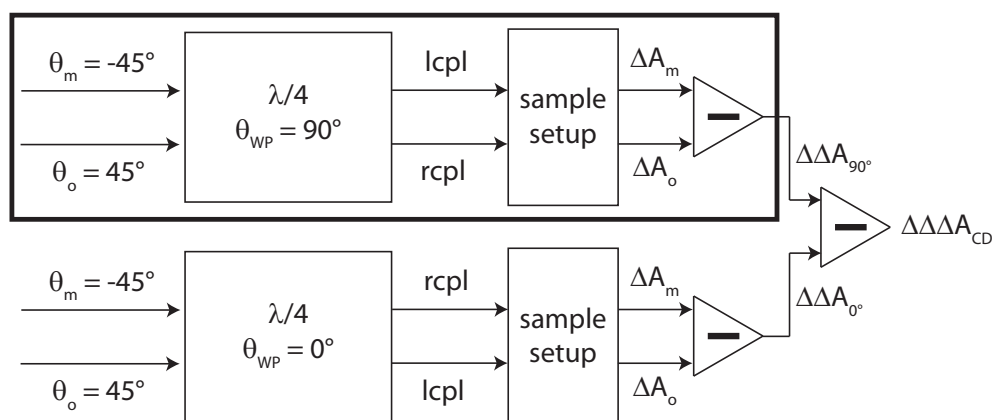 θm = -45°
lcpl
ΔAm
λ/4
θWP = 90°
sample
setup
θo = 45°
rcpl
ΔAo
ΔΔA90°
ΔΔΔACD
θm = -45°
rcpl
ΔAm
ΔΔA0°
λ/4
θWP = 0°
sample
setup
θo = 45°
lcpl
ΔAo